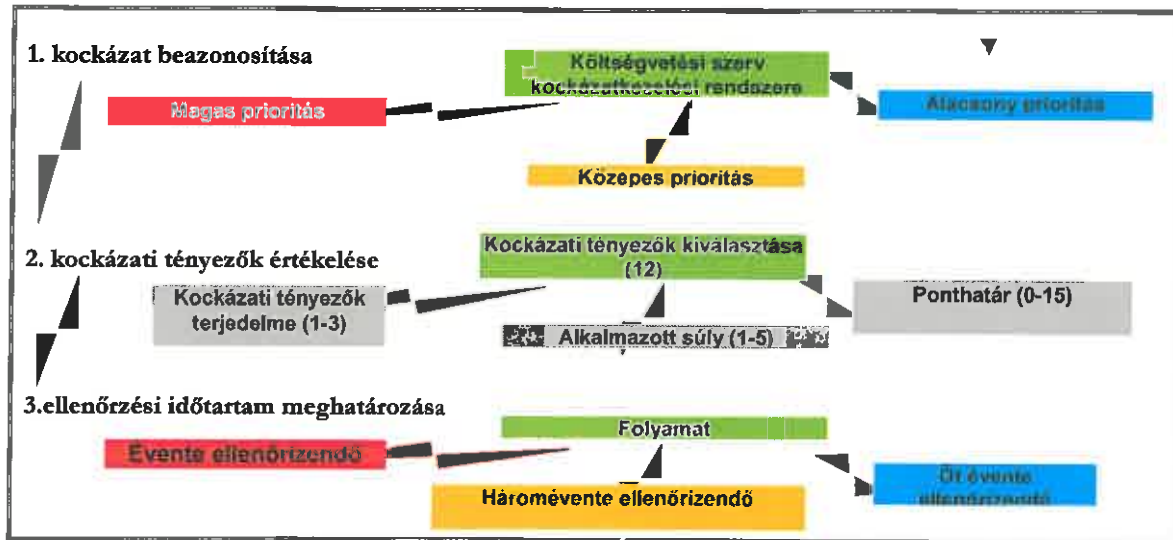 1. kockázat beazonosítása
Költségvetési szerv
kockázatkezelési rendszere
Magas prioritás
Alacsony prioritás
Közepes prioritás
2. kockázati tényezők értékelése
Kockázati tényezők kiválasztása
(12)
Kockázati tényezők
terjedelme (1-3)
Ponthatár (0-15)
Alkalmazott súly (1-5)
3.ellenőrzési időtartam meghatározása
Folyamat
Évente ellenőrizendő
Háromévente ellenőrizendő
Öt évente
ellenőrizendő